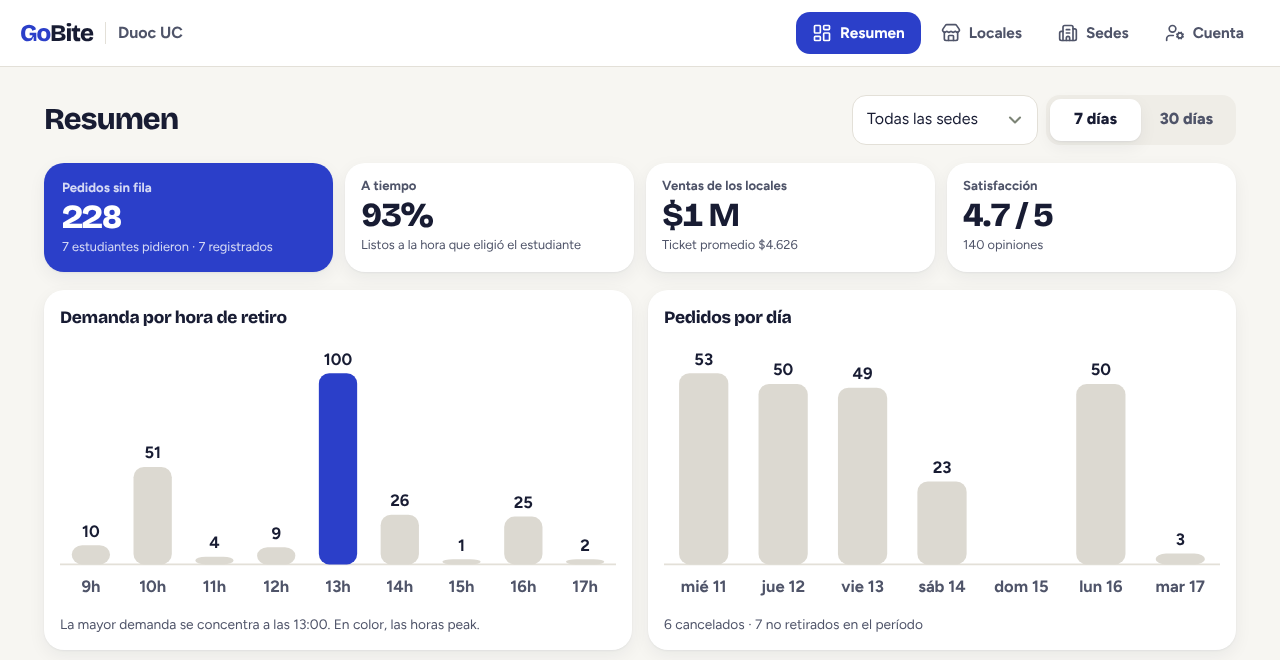 GoBite Duoc UC
Resumen Locales Sedes Cuenta
Resumen
Todas las sedes
7 días 30 días
Pedidos sin fila
228
7 estudiantes pidieron · 7 registrados
A tiempo
93%
Listos a la hora que eligió el estudiante
Ventas de los locales
$1 M
Ticket promedio $4.626
Satisfacción
4.7 / 5
140 opiniones
Demanda por hora de retiro
10 51 4 9 100 26 1 25 2
9h 10h 11h 12h 13h 14h 15h 16h 17h
La mayor demanda se concentra a las 13:00. En color, las horas peak.
Pedidos por día
53 50 49 23 50 3
mié 11 jue 12 vie 13 sáb 14 dom 15 lun 16 mar 17
6 cancelados · 7 no retirados en el período